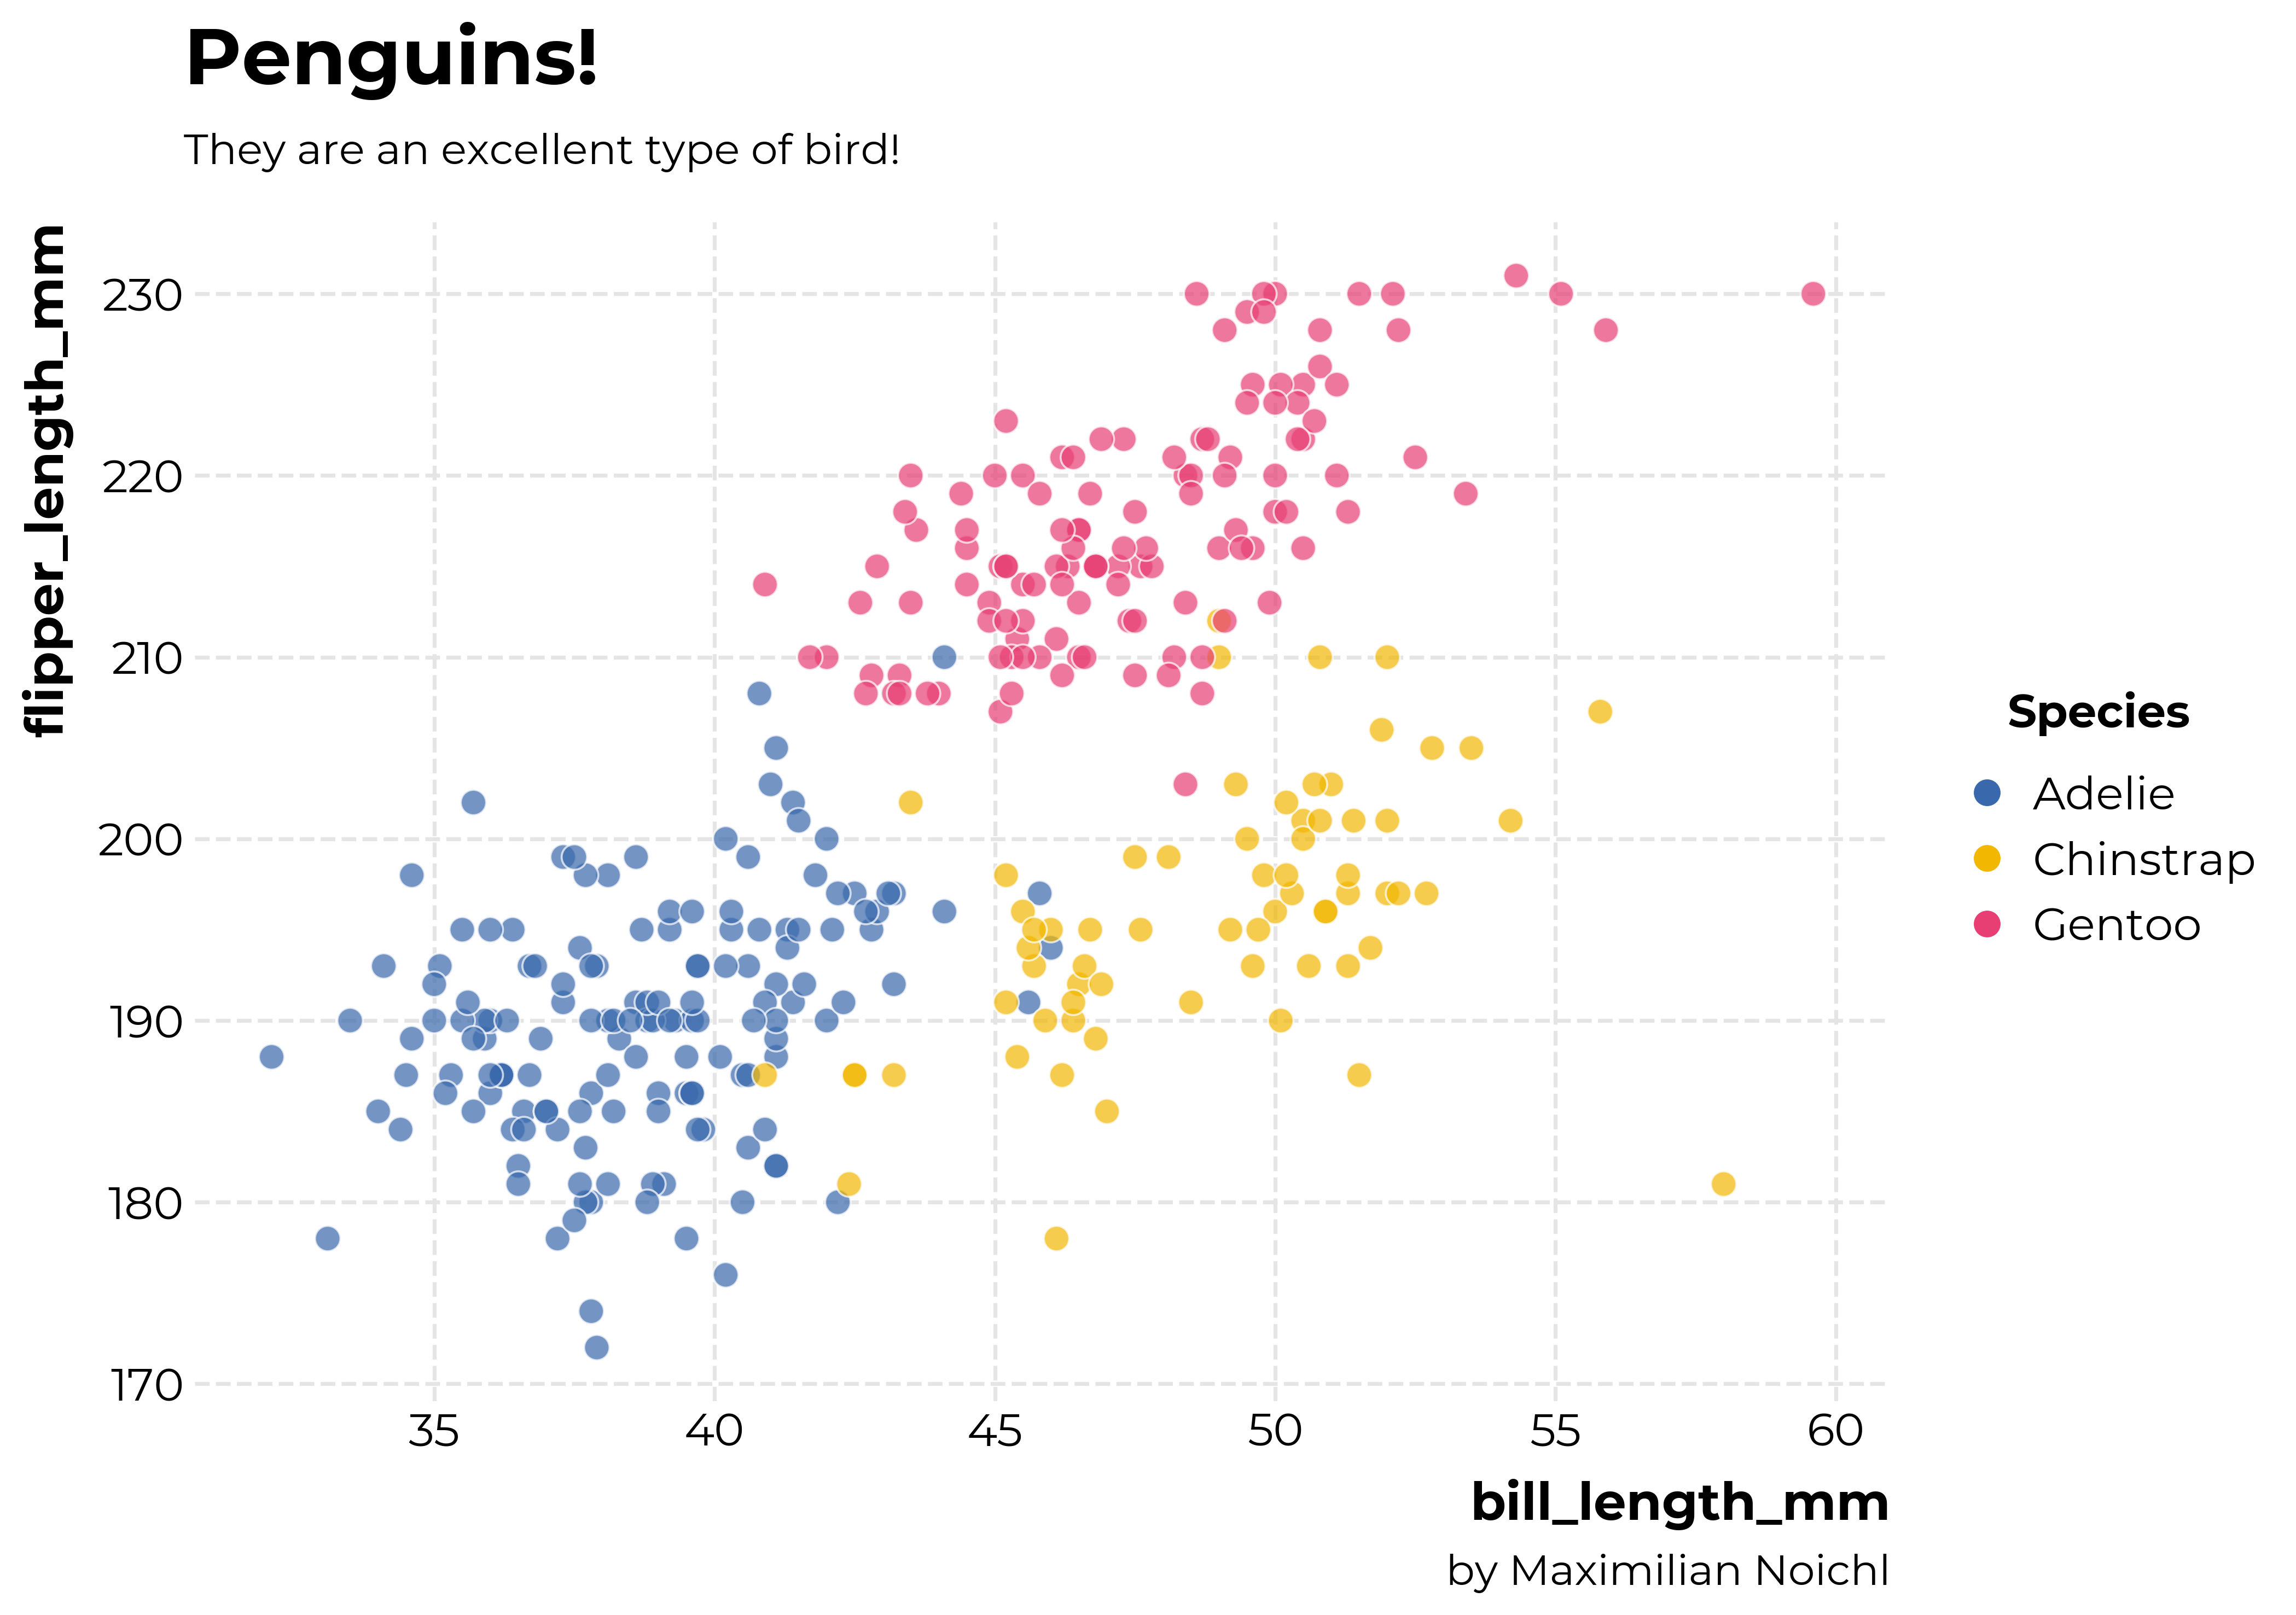 Penguins!
They are an excellent type of bird!
flipper_length_mm
230
220
210
200
190
180
170
35 40 45 50 55 60
bill_length_mm
by Maximilian Noichl
Species
Adelie
Chinstrap
Gentoo